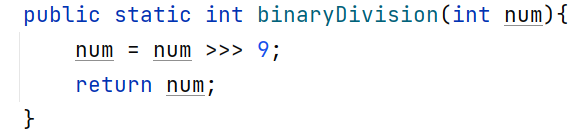 public static int binaryDivision(int num){
    num = num >>> 9;
    return num;
}